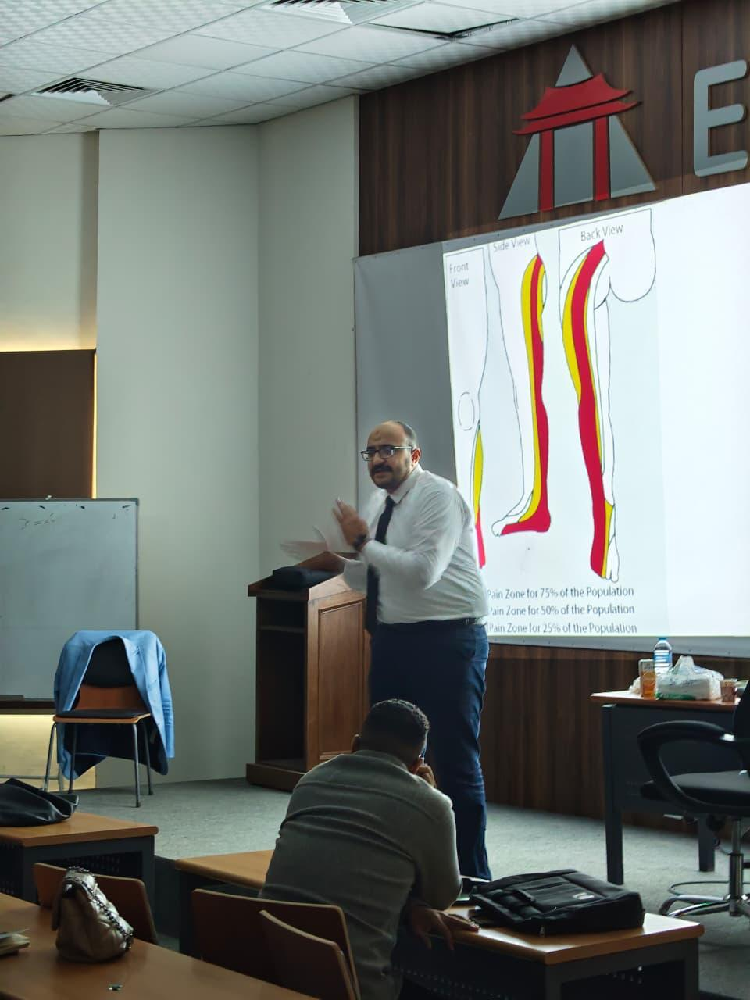 E
Front
View
Side View
Back View
Pain Zone for 75% of the Population
Pain Zone for 50% of the Population
Pain Zone for 25% of the Population